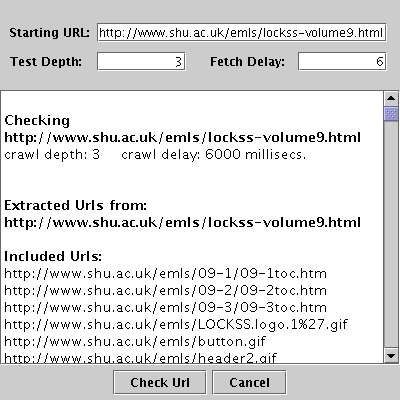 Starting URL: http://www.shu.ac.uk/emls/lockss-volume9.html
Test Depth: 3 Fetch Delay: 6
Checking
http://www.shu.ac.uk/emls/lockss-volume9.html
crawl depth: 3 crawl delay: 6000 millisecs.
Extracted Urls from:
http://www.shu.ac.uk/emls/lockss-volume9.html
Included Urls:
http://www.shu.ac.uk/emls/09-1/09-1toc.htm
http://www.shu.ac.uk/emls/09-2/09-2toc.htm
http://www.shu.ac.uk/emls/09-3/09-3toc.htm
http://www.shu.ac.uk/emls/LOCKSS.logo.1%27.gif
http://www.shu.ac.uk/emls/button.gif
http://www.shu.ac.uk/emls/header2.gif
Check Url Cancel